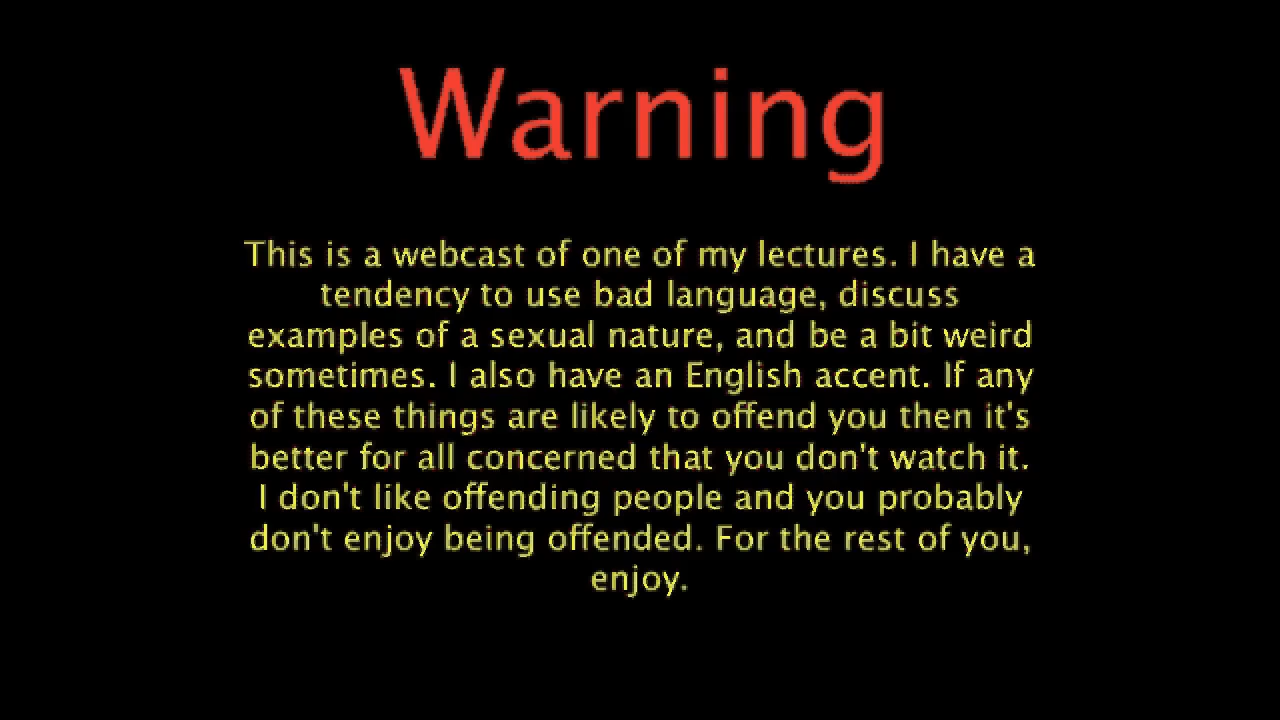 Warning
This is a webcast of one of my lectures. I have a
tendency to use bad language, discuss
examples of a sexual nature, and be a bit weird
sometimes. I also have an English accent. If any
of these things are likely to offend you then it's
better for all concerned that you don't watch it.
I don't like offending people and you probably
don't enjoy being offended. For the rest of you,
enjoy.